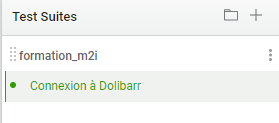 Test Suites
formation_m2i
Connexion à Dolibarr